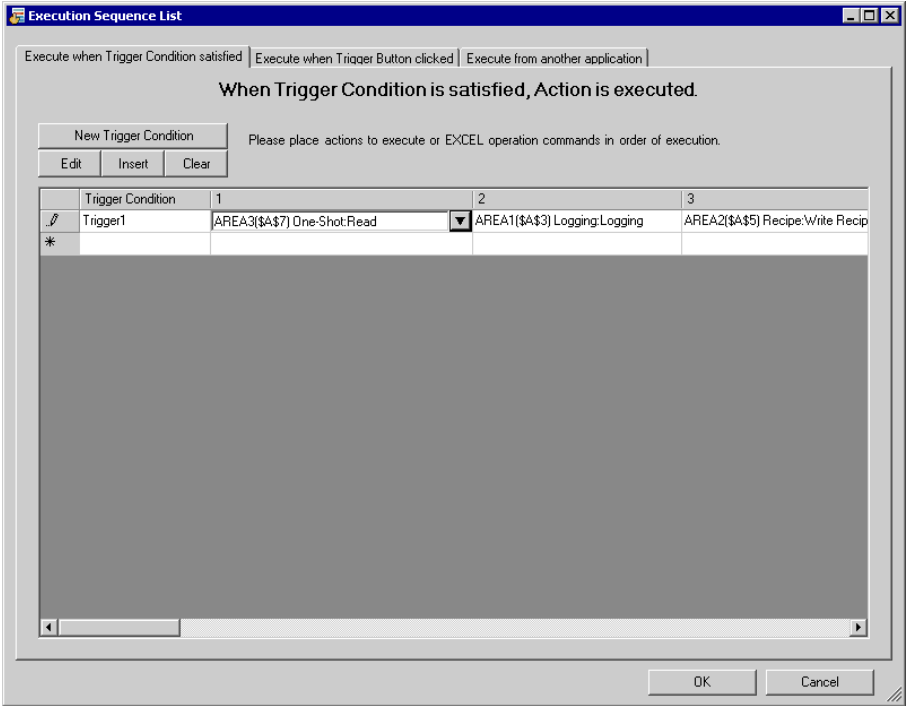 Execution Sequence List
Execute when Trigger Condition satisfied Execute when Trigger Button clicked Execute from another application
When Trigger Condition is satisfied, Action is executed.
New Trigger Condition
Please place actions to execute or EXCEL operation commands in order of execution.
Edit Insert Clear
Trigger Condition 1 2 3
Trigger1 AREA3($A$7) One-Shot:Read AREA1($A$3) Logging:Logging AREA2($A$5) Recipe:Write Recip
OK Cancel